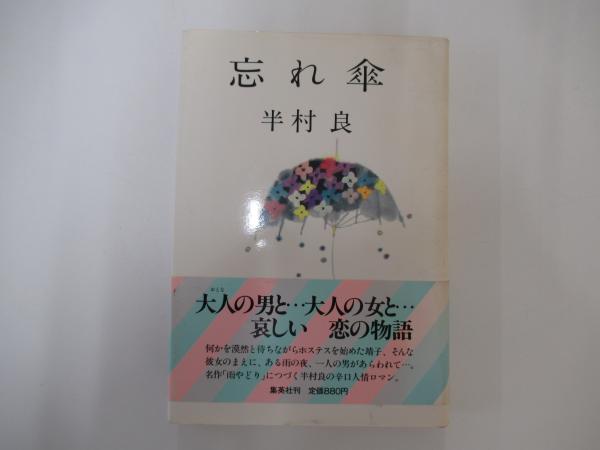 忘れ傘
半村 良
おとな
大人の男と…大人の女と…
哀しい 恋の物語
何かを漠然と待ちながらホステスを始めた靖子、そんな
彼女のまえに、ある雨の夜、一人の男があらわれて…。
名作「雨やどり」につづく半村良の辛口人情ロマン。
集英社刊 定価880円